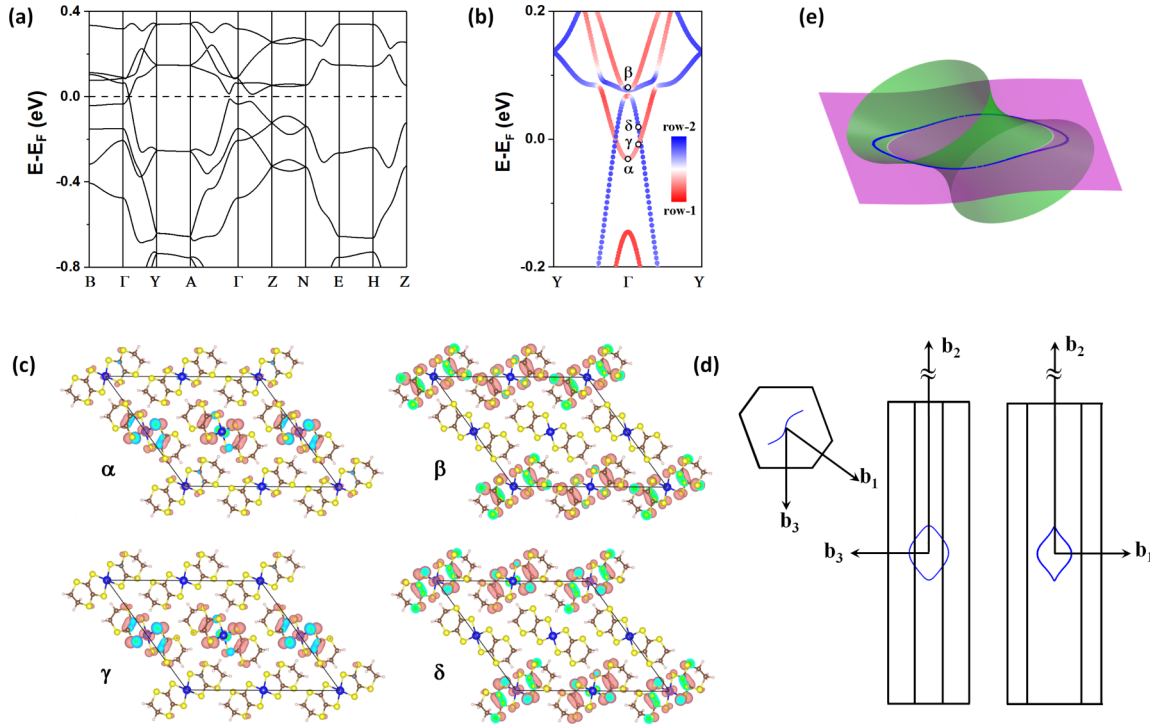 (a)
0.4
0.0
-0.4
-0.8
E-E_F (eV)
B Γ Y A Γ Z N E H Z
(b)
0.2
0.0
-0.2
E-E_F (eV)
β
δ
γ
α
row-2
row-1
Y Γ Y
(e)
(c)
α
β
γ
δ
(d)
b₁
b₃
b₂
b₃
b₂
b₁